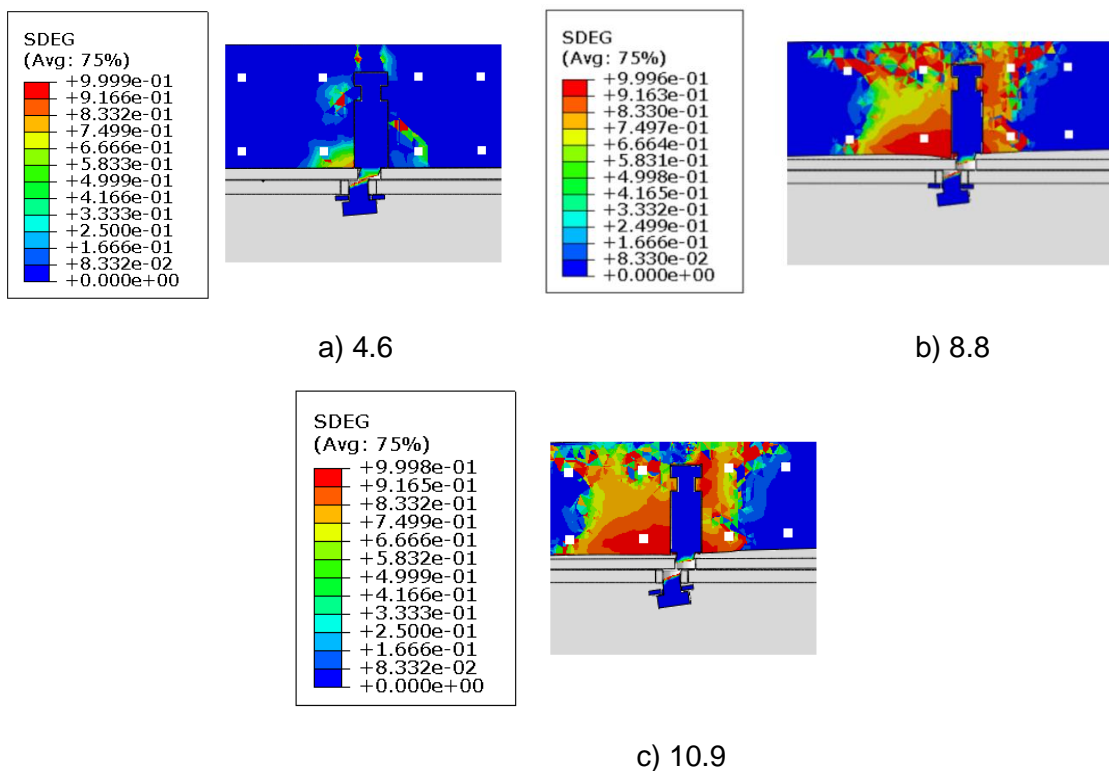 SDEG
(Avg: 75%)
+9.999e-01
+9.166e-01
+8.332e-01
+7.499e-01
+6.666e-01
+5.833e-01
+4.999e-01
+4.166e-01
+3.333e-01
+2.500e-01
+1.666e-01
+8.332e-02
+0.000e+00
a) 4.6
SDEG
(Avg: 75%)
+9.996e-01
+9.163e-01
+8.330e-01
+7.497e-01
+6.664e-01
+5.831e-01
+4.998e-01
+4.165e-01
+3.332e-01
+2.499e-01
+1.666e-01
+8.330e-02
+0.000e+00
b) 8.8
SDEG
(Avg: 75%)
+9.998e-01
+9.165e-01
+8.332e-01
+7.499e-01
+6.666e-01
+5.832e-01
+4.999e-01
+4.166e-01
+3.333e-01
+2.500e-01
+1.666e-01
+8.332e-02
+0.000e+00
c) 10.9